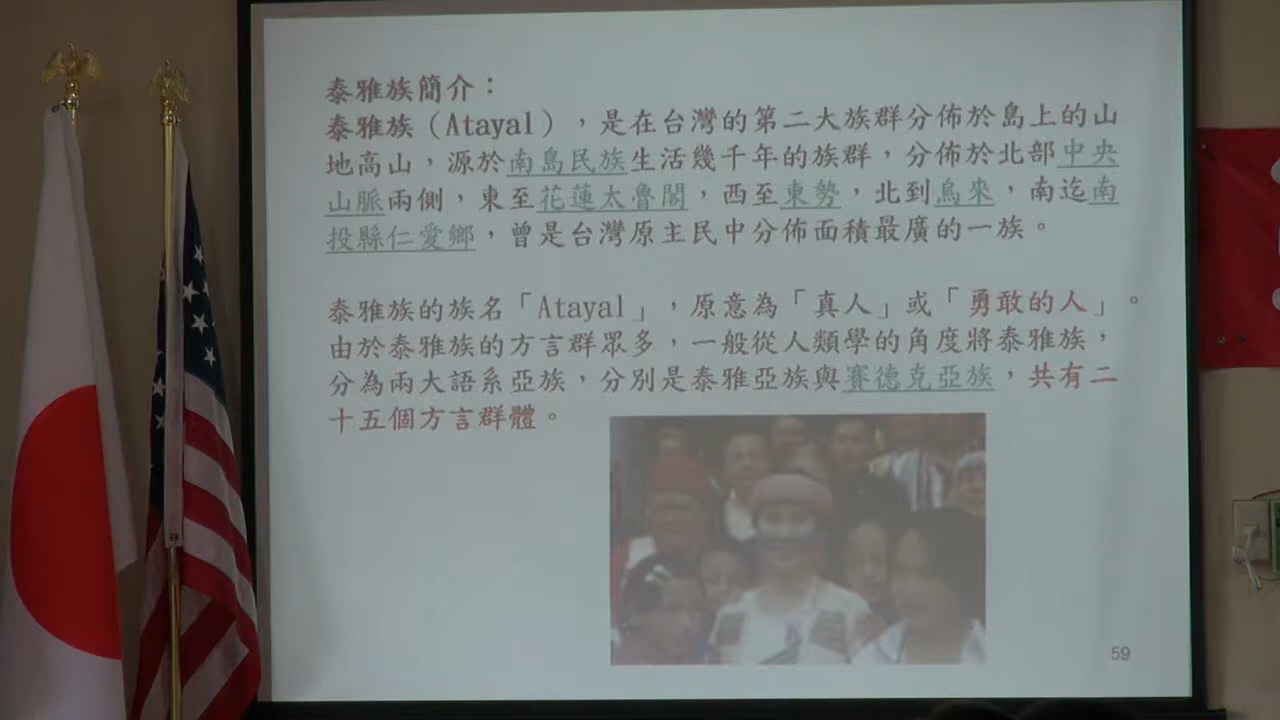 泰雅族簡介：
泰雅族（Atayal），是在台灣的第二大族群分佈於島上的山
地高山，源於南島民族生活幾千年的族群，分佈於北部中央
山脈兩側，東至花蓮太魯閣，西至東勢，北到烏來，南迄南
投縣仁愛鄉，曾是台灣原主民中分佈面積最廣的一族。
泰雅族的族名「Atayal」，原意為「真人」或「勇敢的人」。
由於泰雅族的方言群眾多，一般從人類學的角度將泰雅族，
分為兩大語系亞族，分別是泰雅亞族與賽德克亞族，共有二
十五個方言群體。
59